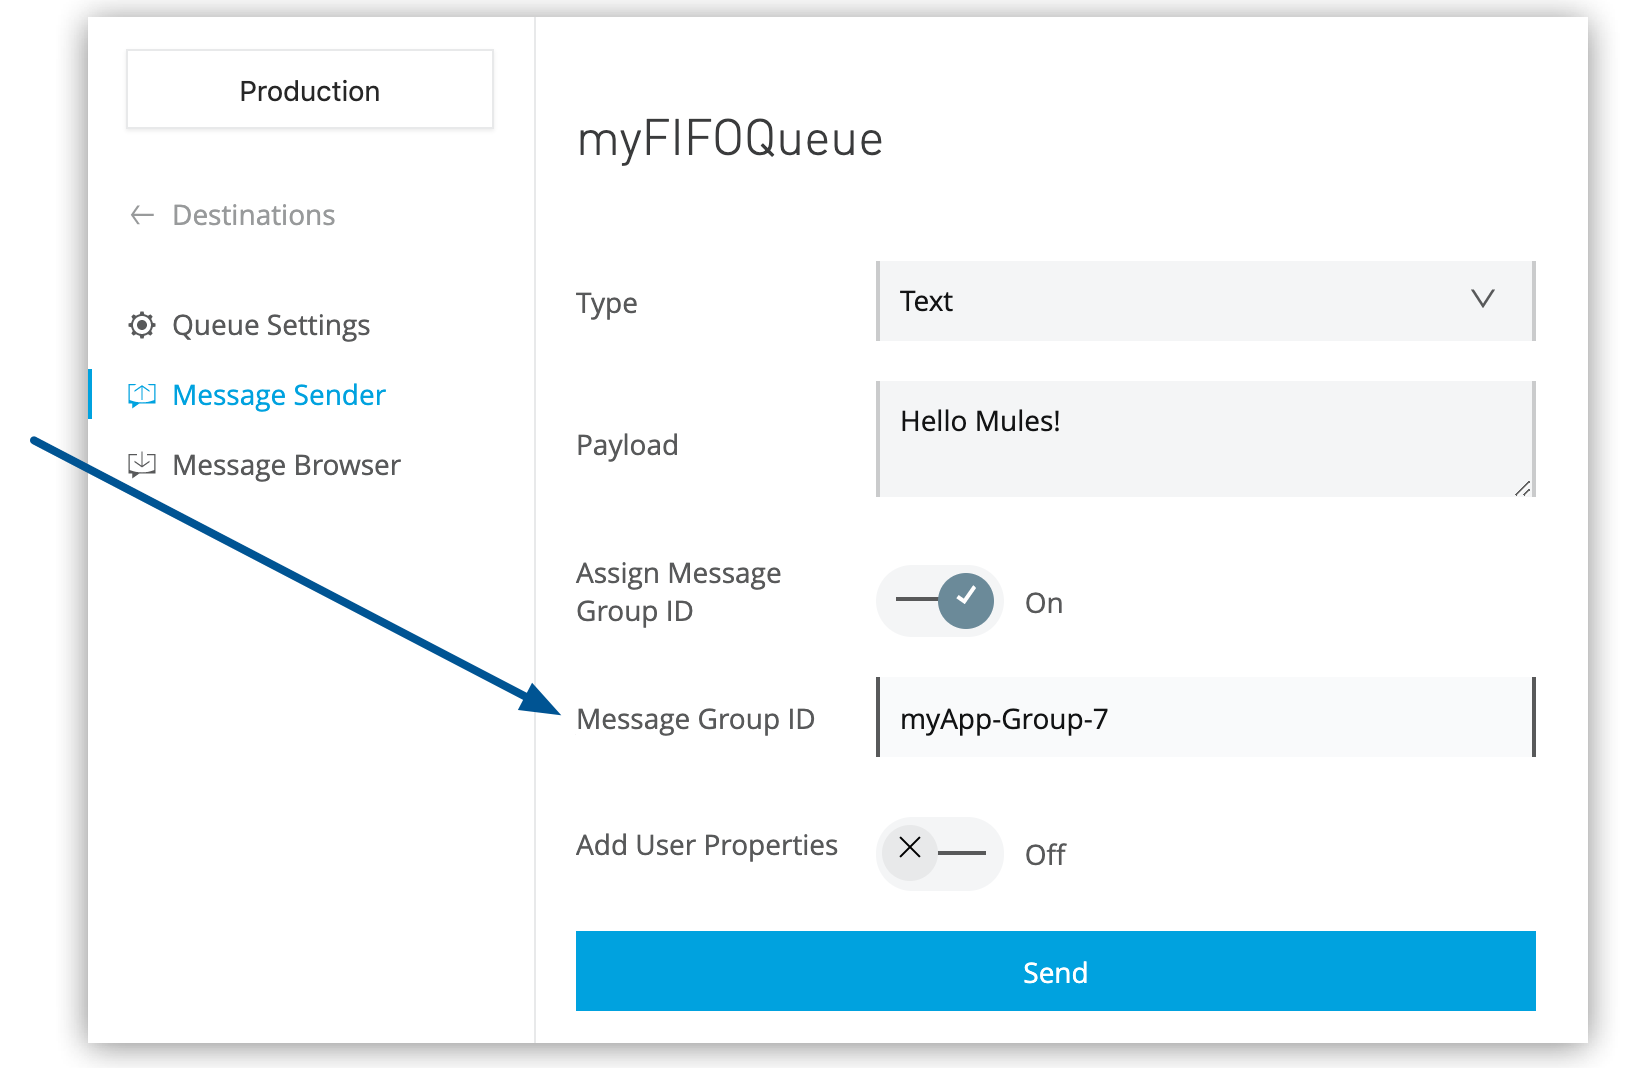 Production
Destinations
Queue Settings
Message Sender
Message Browser
myFIFOQueue
Type
Text
Payload
Hello Mules!
Assign Message
Group ID
On
Message Group ID
myApp-Group-7
Add User Properties
Off
Send